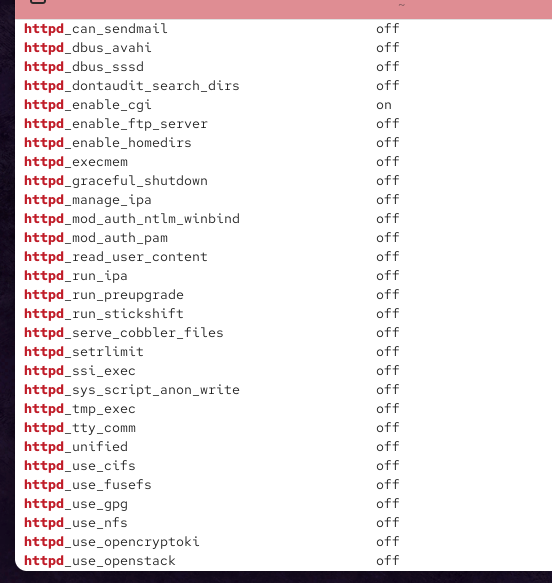 ~
httpd_can_sendmail off
httpd_dbus_avahi off
httpd_dbus_sssd off
httpd_dontaudit_search_dirs off
httpd_enable_cgi on
httpd_enable_ftp_server off
httpd_enable_homedirs off
httpd_execmem off
httpd_graceful_shutdown off
httpd_manage_ipa off
httpd_mod_auth_ntlm_winbind off
httpd_mod_auth_pam off
httpd_read_user_content off
httpd_run_ipa off
httpd_run_preupgrade off
httpd_run_stickshift off
httpd_serve_cobbler_files off
httpd_setrlimit off
httpd_ssi_exec off
httpd_sys_script_anon_write off
httpd_tmp_exec off
httpd_tty_comm off
httpd_unified off
httpd_use_cifs off
httpd_use_fusefs off
httpd_use_gpg off
httpd_use_nfs off
httpd_use_opencryptoki off
httpd_use_openstack off